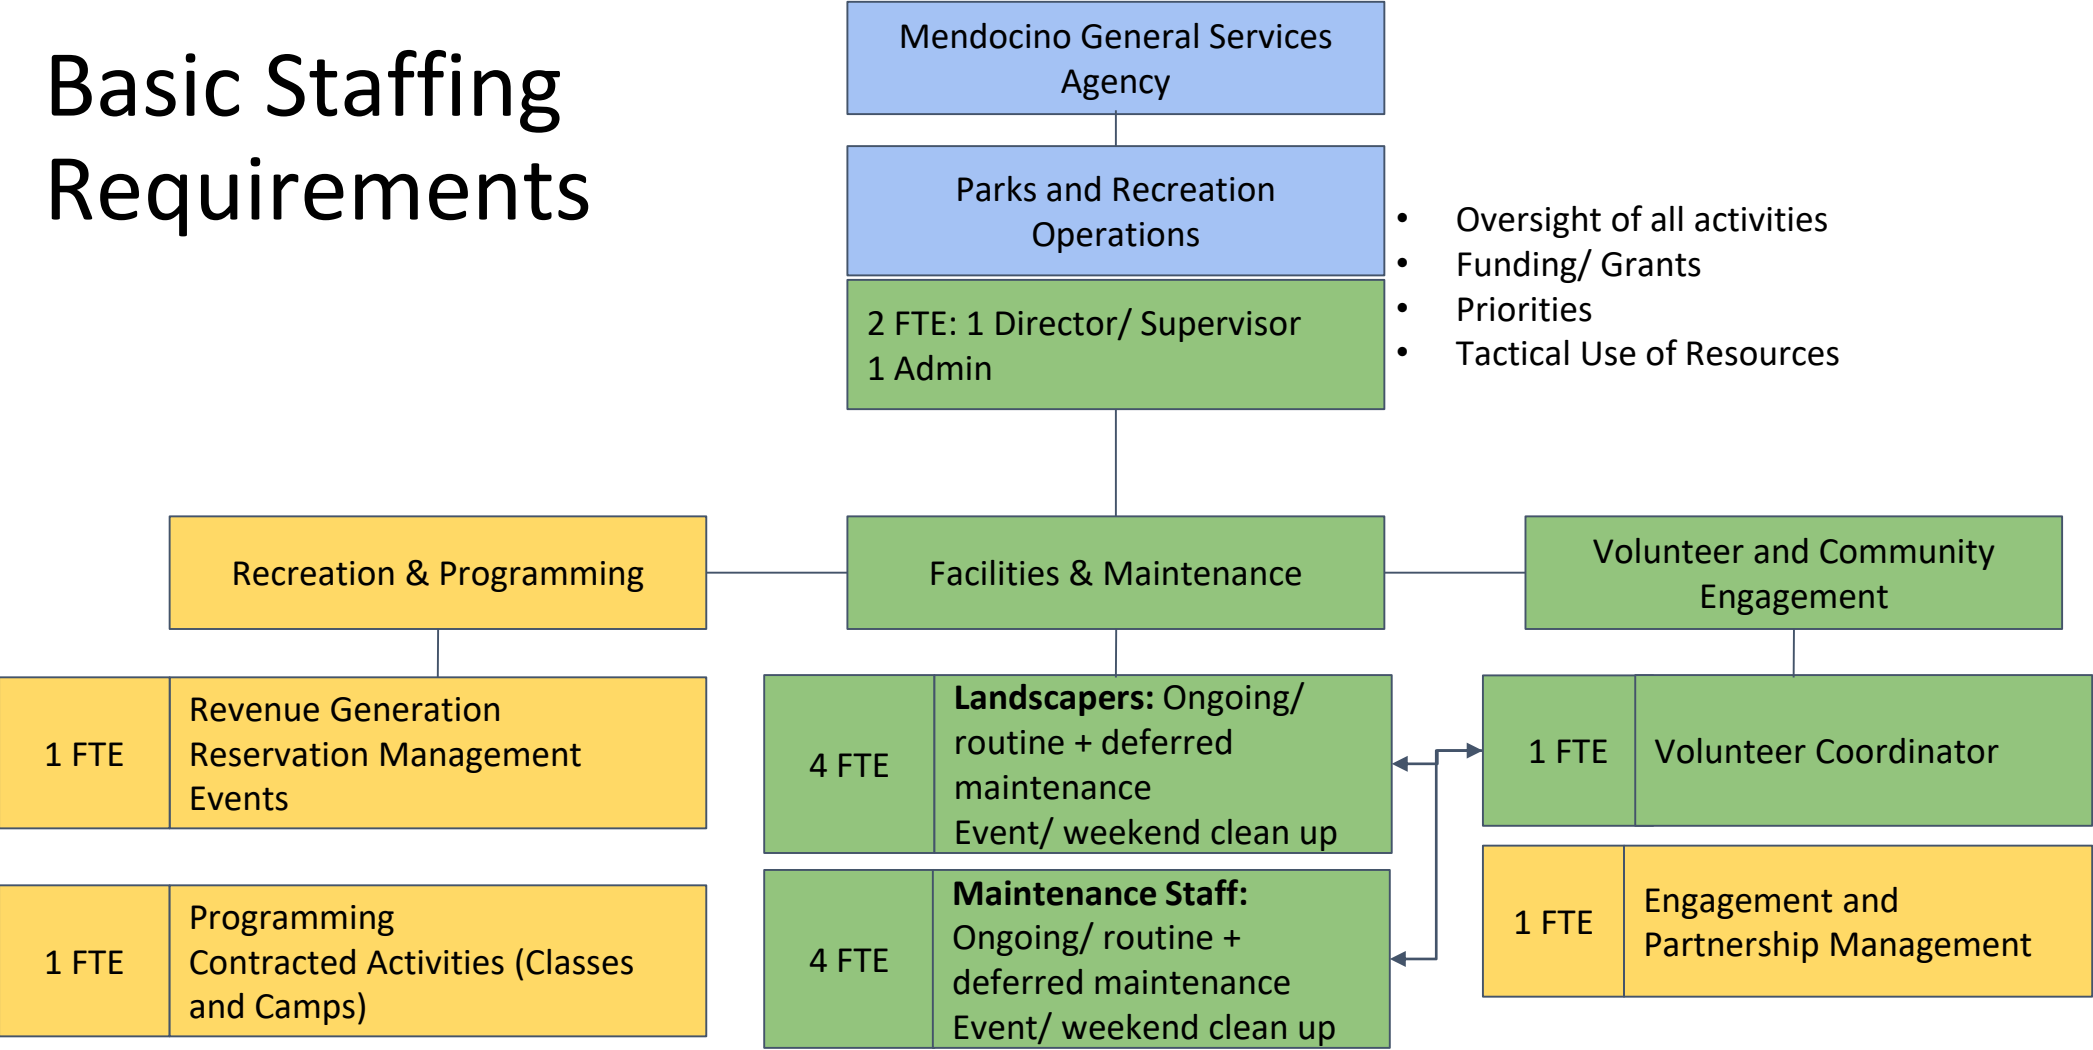 Basic Staffing
Requirements
Mendocino General Services
Agency
Parks and Recreation
Operations
2 FTE: 1 Director/ Supervisor
1 Admin
• Oversight of all activities
• Funding/ Grants
• Priorities
• Tactical Use of Resources
Recreation & Programming
Facilities & Maintenance
Volunteer and Community
Engagement
1 FTE
Revenue Generation
Reservation Management
Events
1 FTE
Programming
Contracted Activities (Classes
and Camps)
4 FTE
Landscapers: Ongoing/
routine + deferred
maintenance
Event/ weekend clean up
4 FTE
Maintenance Staff:
Ongoing/ routine +
deferred maintenance
Event/ weekend clean up
1 FTE
Volunteer Coordinator
1 FTE
Engagement and
Partnership Management